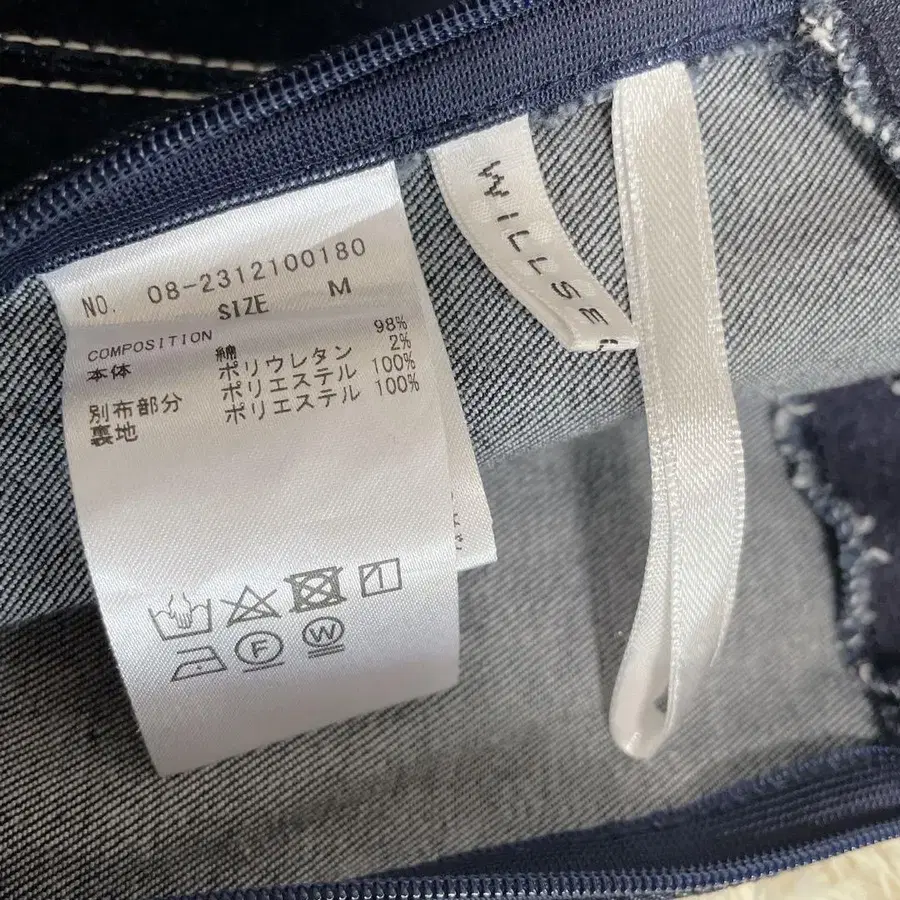 NO. 08-2312100180
SIZE M
COMPOSITION
本体 綿 98%
ポリウレタン 2%
別布部分 ポリエステル 100%
裏地 ポリエステル 100%
F W
WILLSE